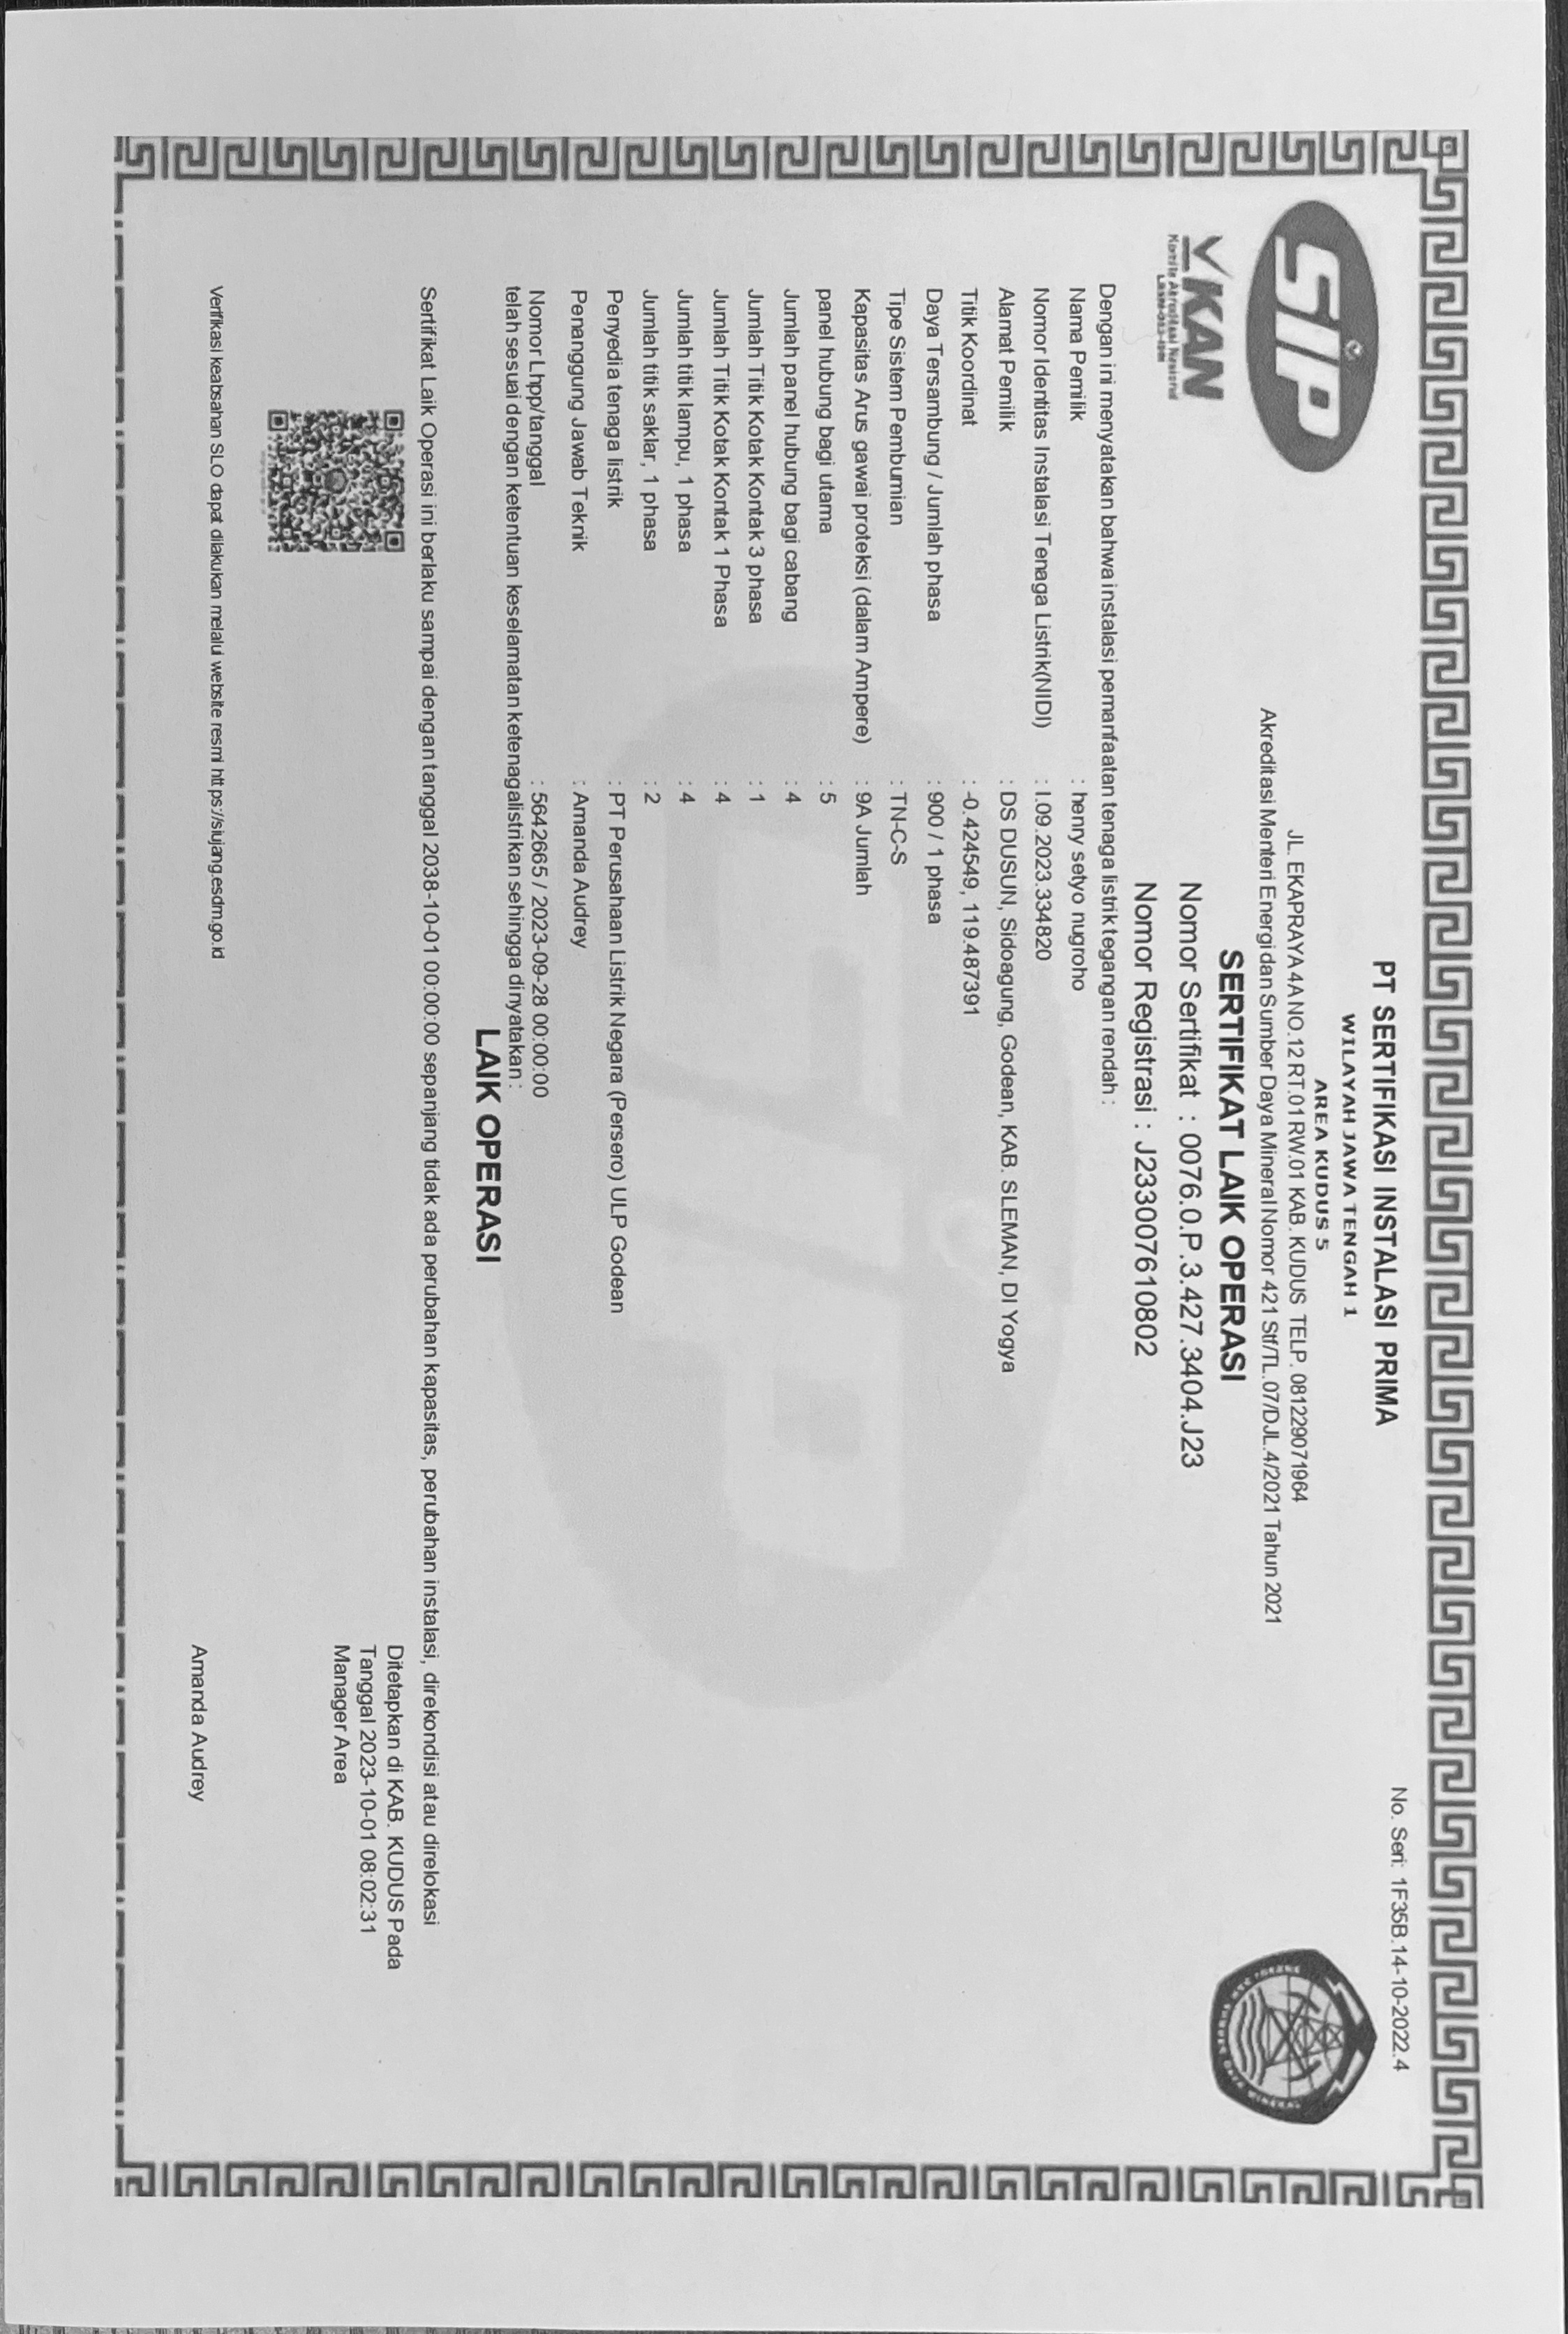 No. Seri: 1F35B.14-10-2022.4
SIP
PT SERTIFIKASI INSTALASI PRIMA
WILAYAH JAWA TENGAH 1
AREA KUDUS 5
JL. EKAPRAYA 4A NO.12 RT.01 RW.01 KAB. KUDUS TELP. 081229071964
Akreditasi Menteri Energi dan Sumber Daya Mineral Nomor 421 Stf/TL.07/DJL.4/2021 Tahun 2021
KAN
Komite Akreditasi Nasional
SERTIFIKAT LAIK OPERASI
Nomor Sertifikat : 0076.0.P.3.427.3404.J23
Nomor Registrasi : J233007610802
Dengan ini menyatakan bahwa instalasi pemanfaatan tenaga listrik tegangan rendah :
Nama Pemilik : henry setyo nugroho
Nomor Identitas Instalasi Tenaga Listrik(NIDI) : I.09.2023.334820
Alamat Pemilik : DS DUSUN, Sidoagung, Godean, KAB. SLEMAN, DI Yogya
Titik Koordinat : -0.424549, 119.487391
Daya Tersambung / Jumlah phasa : 900 / 1 phasa
Tipe Sistem Pembumian : TN-C-S
Kapasitas Arus gawai proteksi (dalam Ampere) : 9A Jumlah
panel hubung bagi utama : 5
Jumlah panel hubung bagi cabang : 4
Jumlah Titik Kotak Kontak 3 phasa : 1
Jumlah Titik Kotak Kontak 1 Phasa : 4
Jumlah titik lampu, 1 phasa : 4
Jumlah titik saklar, 1 phasa : 2
Penyedia tenaga listrik : PT Perusahaan Listrik Negara (Persero) ULP Godean
Penanggung Jawab Teknik : Amanda Audrey
Nomor Lhpp/tanggal : 5642665 / 2023-09-28 00:00:00
telah sesuai dengan ketentuan keselamatan ketenagalistrikan sehingga dinyatakan :
LAIK OPERASI
Sertifikat Laik Operasi ini berlaku sampai dengan tanggal 2038-10-01 00:00:00 sepanjang tidak ada perubahan kapasitas, perubahan instalasi, direkondisi atau direlokasi
Ditetapkan di KAB. KUDUS Pada
Tanggal 2023-10-01 08:02:31
Manager Area
Amanda Audrey
Verifikasi keabsahan SLO dapat dilakukan melalui website resmi https://siujang.esdm.go.id